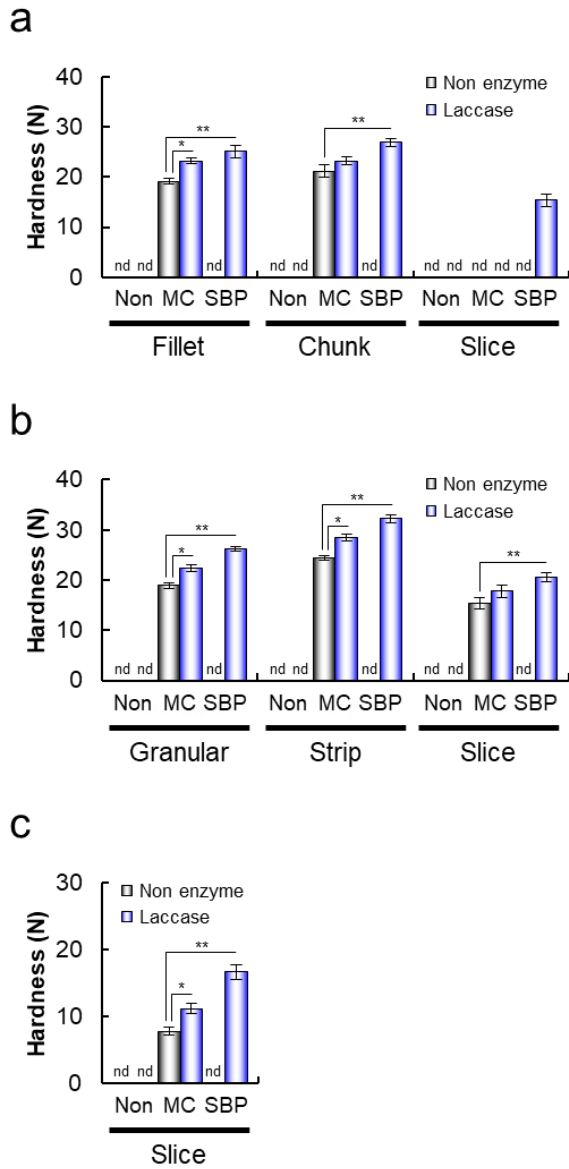 a
Hardness (N)
40
30
20
10
0
Non enzyme
Laccase
**
*
**
nd nd nd nd nd nd nd nd nd nd nd
Non MC SBP Non MC SBP Non MC SBP
Fillet Chunk Slice
b
Hardness (N)
40
30
20
10
0
Non enzyme
Laccase
**
*
**
*
**
nd nd nd nd nd nd nd nd nd
Non MC SBP Non MC SBP Non MC SBP
Granular Strip Slice
c
Hardness (N)
30
20
10
0
Non enzyme
Laccase
**
*
nd nd nd
Non MC SBP
Slice